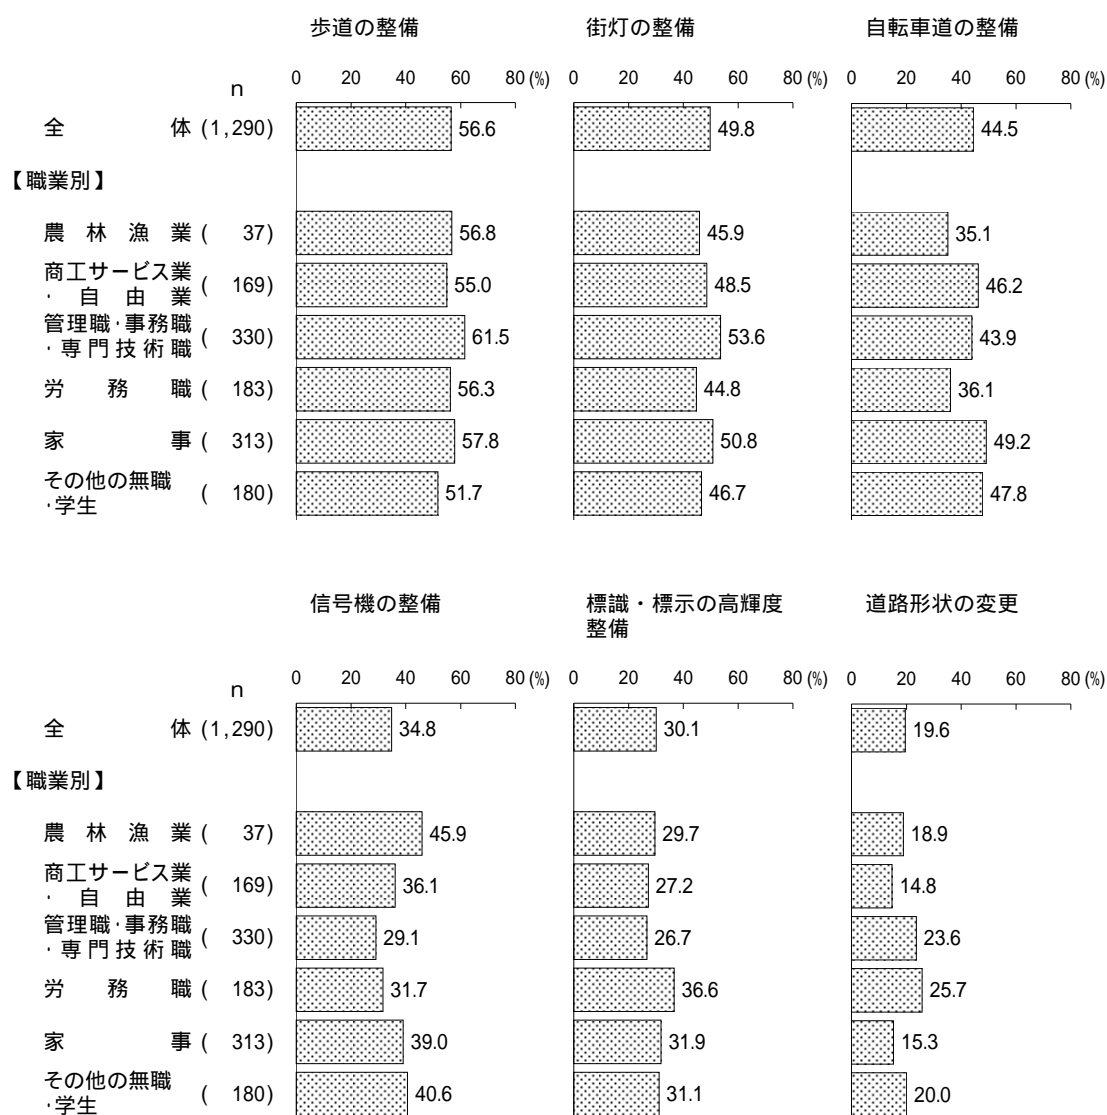 歩道の整備 街灯の整備 自転車道の整備
n 0 20 40 60 80 (%) 0 20 40 60 80 (%) 0 20 40 60 80 (%)
全体 (1,290) 56.6 49.8 44.5
【職業別】
農林漁業 ( 37) 56.8 45.9 35.1
商工サービス業
・自由業 ( 169) 55.0 48.5 46.2
管理職・事務職
・専門技術職 ( 330) 61.5 53.6 43.9
労務職 ( 183) 56.3 44.8 36.1
家事 ( 313) 57.8 50.8 49.2
その他の無職
・学生 ( 180) 51.7 46.7 47.8
信号機の整備 標識・標示の高輝度 道路形状の変更
整備
n 0 20 40 60 80 (%) 0 20 40 60 80 (%) 0 20 40 60 80 (%)
全体 (1,290) 34.8 30.1 19.6
【職業別】
農林漁業 ( 37) 45.9 29.7 18.9
商工サービス業
・自由業 ( 169) 36.1 27.2 14.8
管理職・事務職
・専門技術職 ( 330) 29.1 26.7 23.6
労務職 ( 183) 31.7 36.6 25.7
家事 ( 313) 39.0 31.9 15.3
その他の無職
・学生 ( 180) 40.6 31.1 20.0